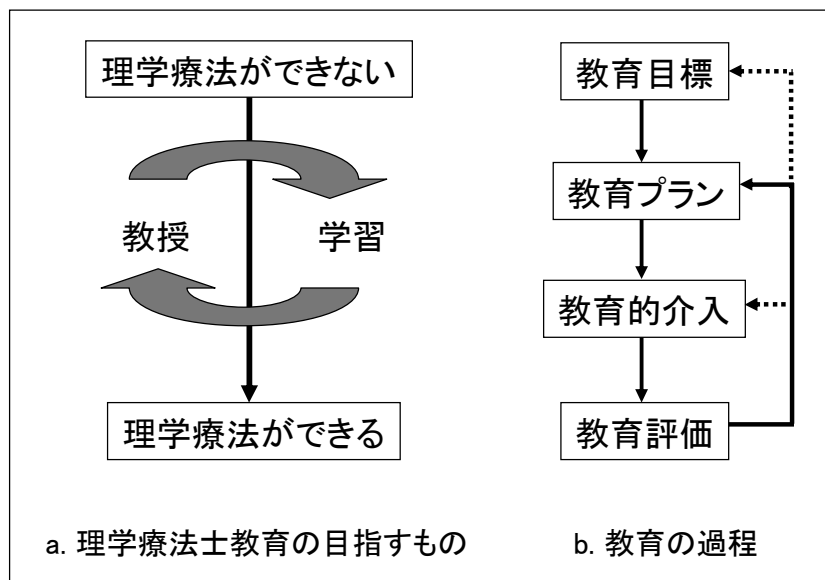 理学療法ができない
教授
学習
理学療法ができる
a. 理学療法士教育の目指すもの
教育目標
教育プラン
教育的介入
教育評価
b. 教育の過程